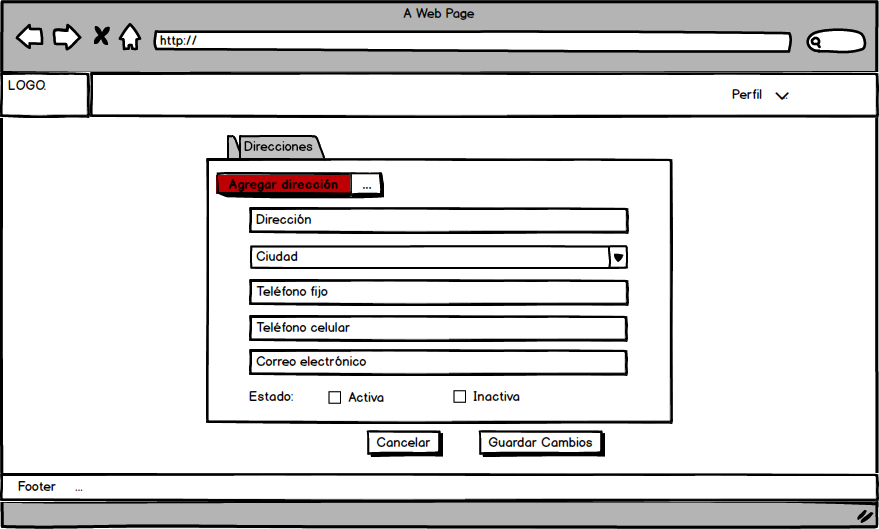 A Web Page
http://
LOGO.
Perfil
Direcciones
Agregar dirección ...
Dirección
Ciudad
Teléfono fijo
Teléfono celular
Correo electrónico
Estado: Activa Inactiva
Cancelar Guardar Cambios
Footer ...